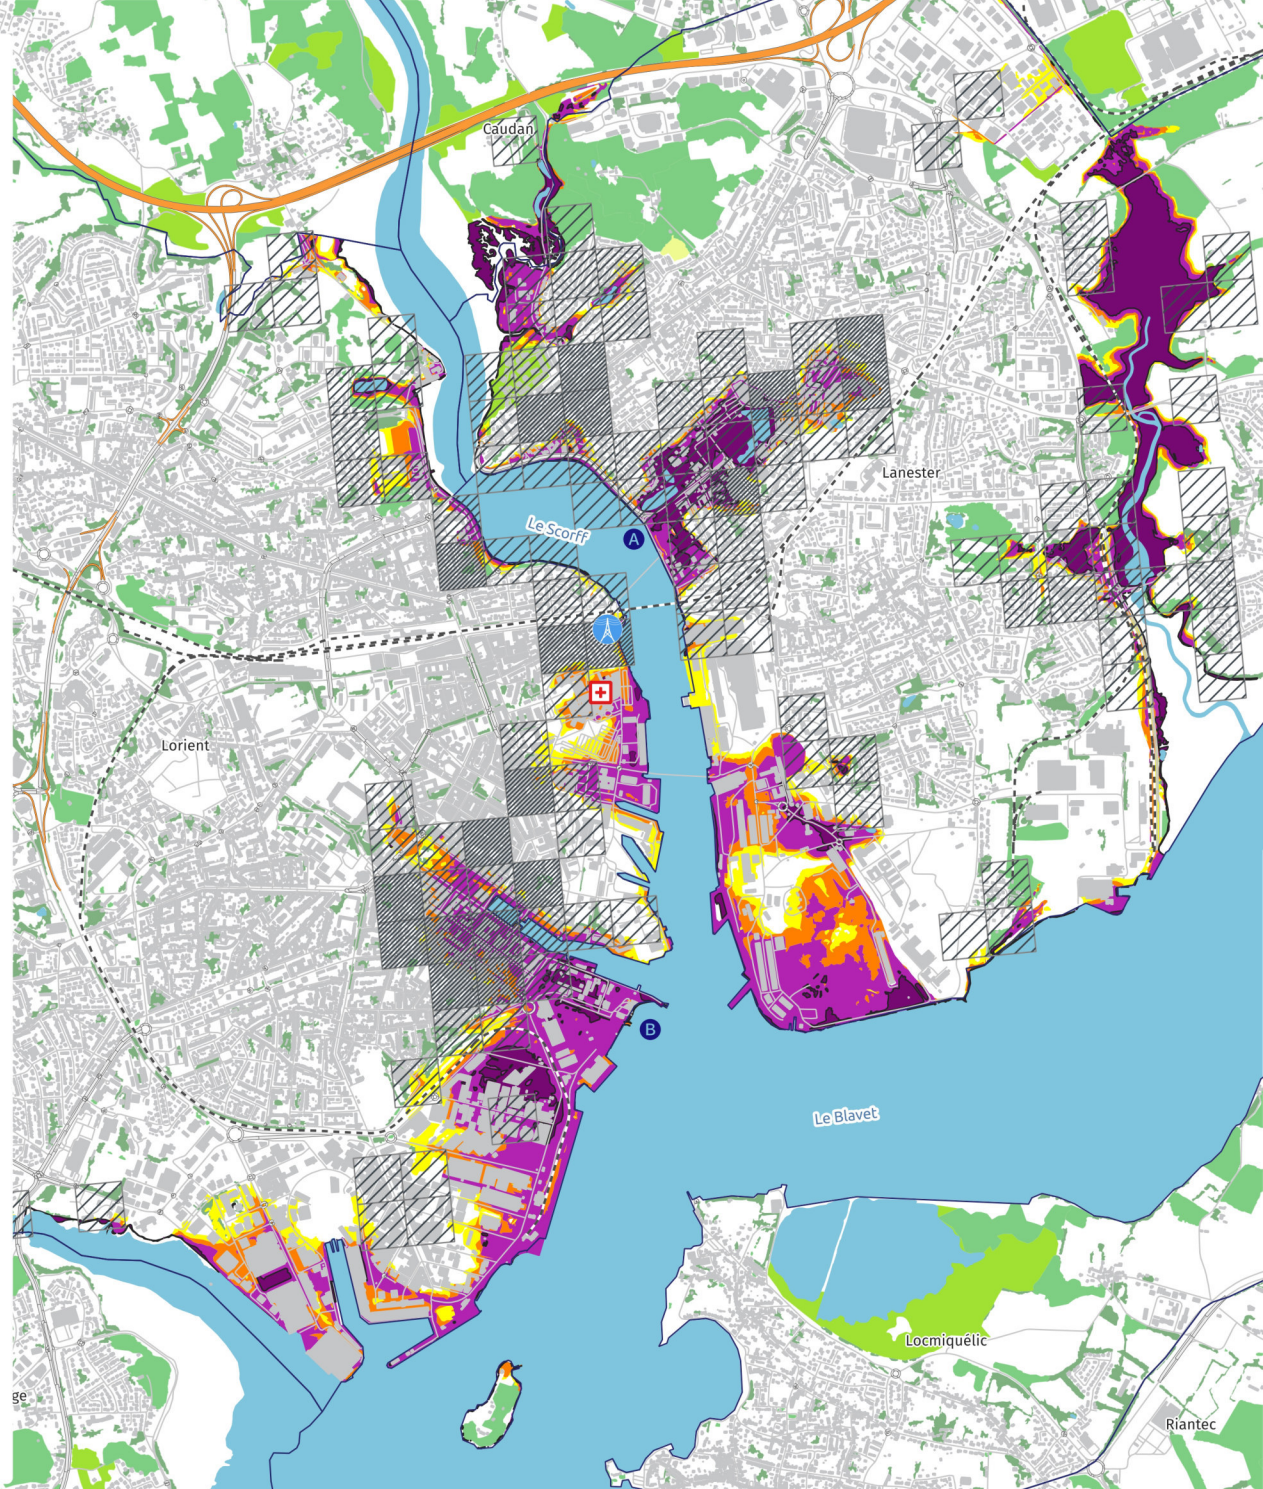 Caudan
Lanester
Le Scorff
A
Lorient
B
Le Blavet
Locmiquélic
ge
Riantec